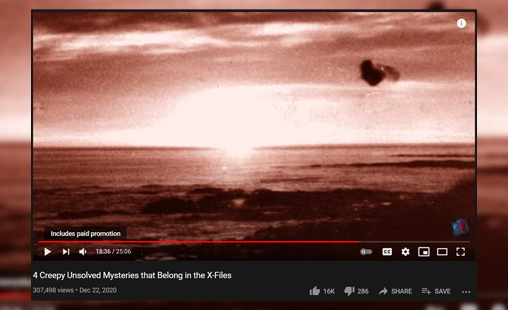 Includes paid promotion
18:36 / 25:06
CC
4 Creepy Unsolved Mysteries that Belong in the X-Files
307,498 views • Dec 22, 2020
16K 286 SHARE SAVE